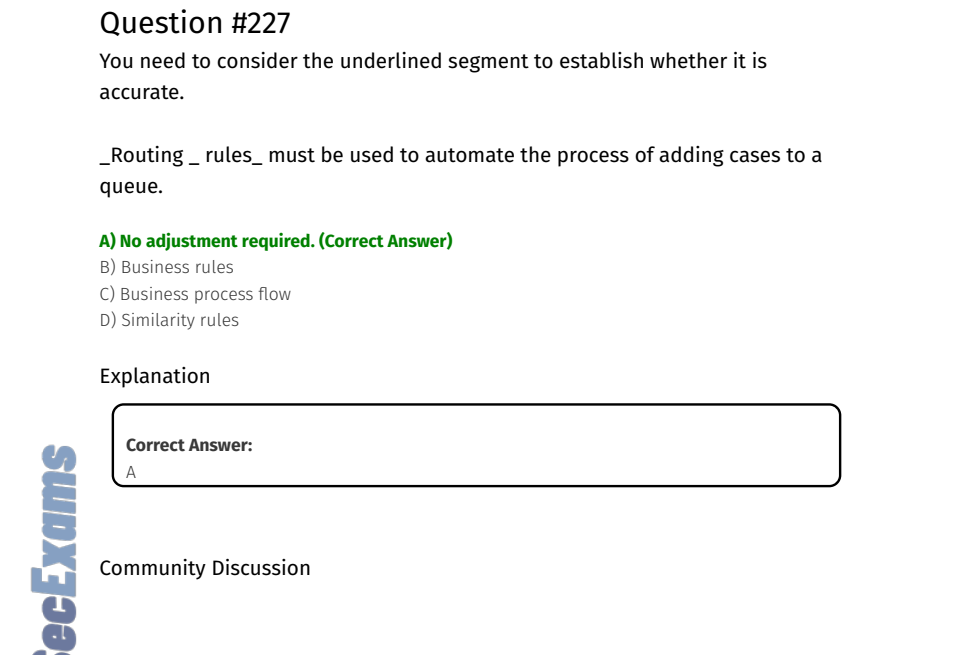 Question #227
You need to consider the underlined segment to establish whether it is
accurate.
_Routing _ rules_ must be used to automate the process of adding cases to a
queue.
A) No adjustment required. (Correct Answer)
B) Business rules
C) Business process flow
D) Similarity rules
Explanation
Correct Answer:
A
Community Discussion
ecExams